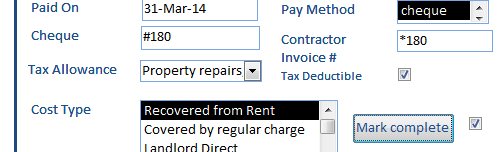 Paid On 31-Mar-14 Pay Method cheque
Cheque #180 Contractor Invoice # *180
Tax Allowance Property repairs Tax Deductible
Cost Type Recovered from Rent
Covered by regular charge Mark complete
Landlord Direct